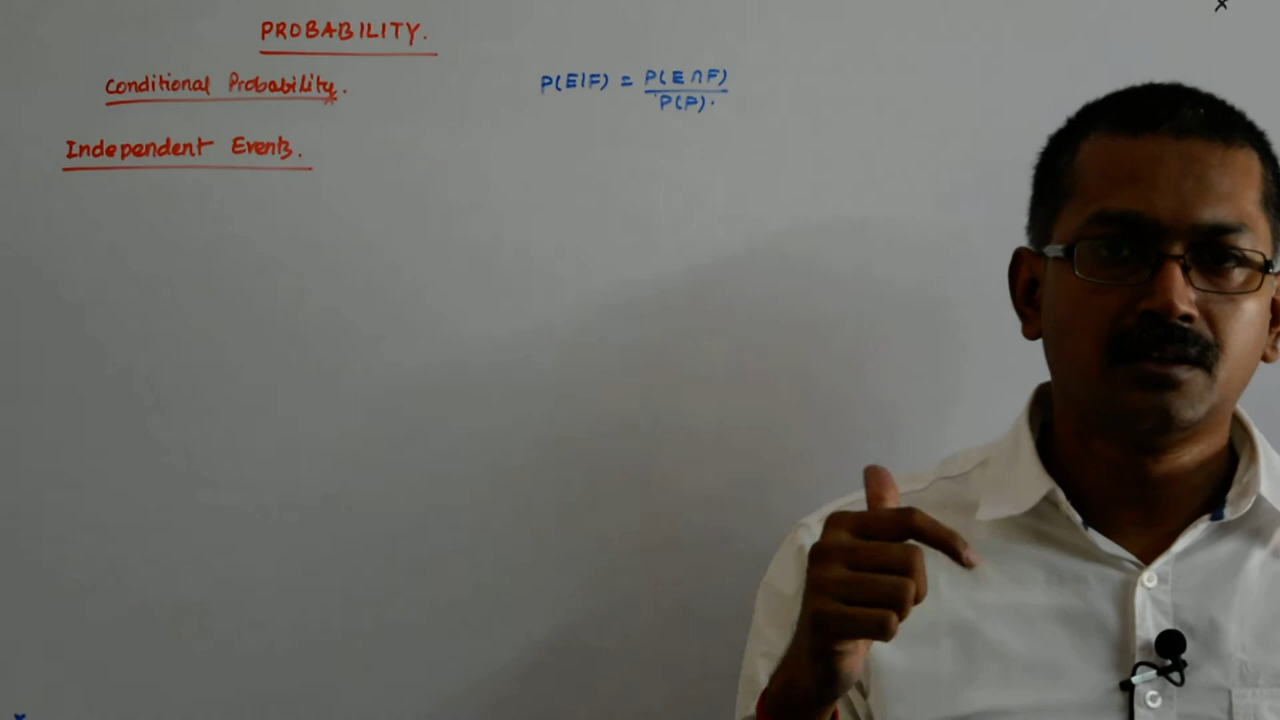 PROBABILITY.
Conditional Probability.
P(E|F) = P(E∩F)
P(F).
Independent Events.